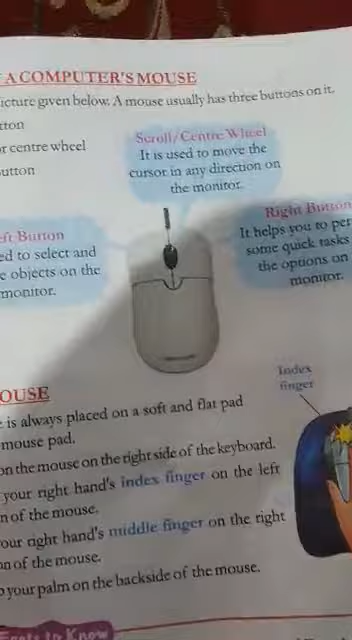 A COMPUTER'S MOUSE
icture given below. A mouse usually has three buttons on it.
tton
r centre wheel
utton
Scroll/Centre Wheel
It is used to move the
cursor in any direction on
the monitor.
eft Button
ed to select and
e objects on the
monitor.
Right Button
It helps you to per
some quick tasks
the options on
monitor.
OUSE
e is always placed on a soft and flat pad
mouse pad.
on the mouse on the right side of the keyboard.
your right hand's index finger on the left
n of the mouse.
our right hand's middle finger on the right
on of the mouse.
p your palm on the backside of the mouse.
Index
finger
Facts to Know